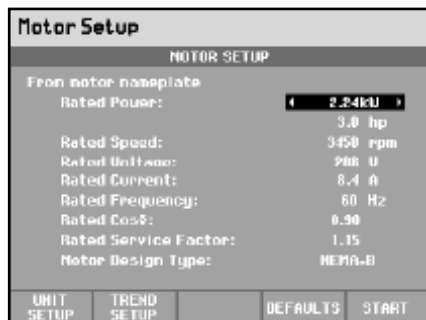 Motor Setup
MOTOR SETUP
From motor nameplate
Rated Power: 2.24kW
3.0 hp
Rated Speed: 3450 rpm
Rated Voltage: 208 V
Rated Current: 8.4 A
Rated Frequency: 60 Hz
Rated Cosφ: 0.90
Rated Service Factor: 1.15
Motor Design Type: NEMA-B
UNIT SETUP TREND SETUP DEFAULTS START